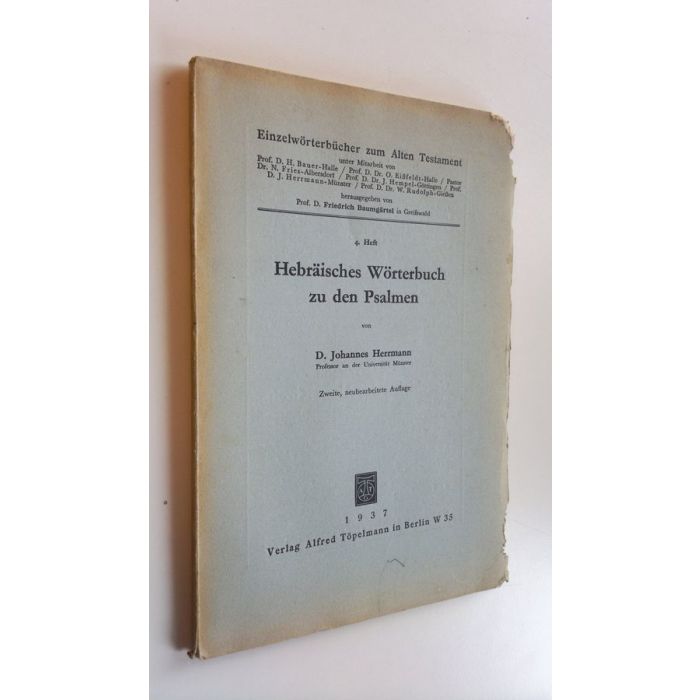 Einzelwörterbücher zum Alten Testament
unter Mitarbeit von
Prof. D. H. Bauer-Halle / Prof. D. Dr. O. Eißfeldt-Halle / Pastor
Dr. N. Fries-Albersdorf / Prof. D. Dr. J. Hempel-Göttingen / Prof.
D. J. Herrmann-Münster / Prof. D. Dr. W. Rudolph-Gießen
herausgegeben von
Prof. D. Friedrich Baumgärtel in Greifswald
4. Heft
Hebräisches Wörterbuch
zu den Psalmen
von
D. Johannes Herrmann
Professor an der Universität Münster
Zweite, neubearbeitete Auflage
1937
Verlag Alfred Töpelmann in Berlin W 35